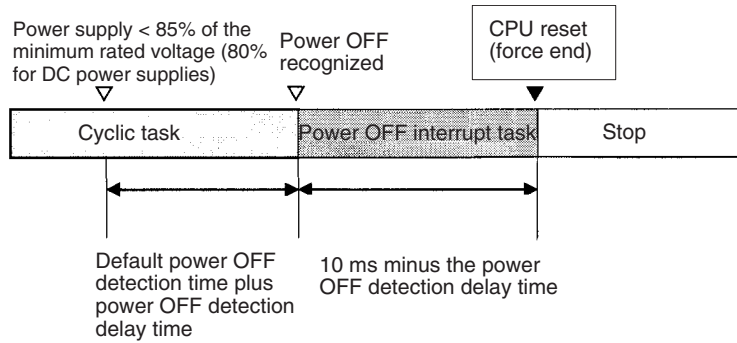 Power supply < 85% of the
minimum rated voltage (80%
for DC power supplies)
Power OFF
recognized
CPU reset
(force end)
Cyclic task
Power OFF interrupt task
Stop
Default power OFF
detection time plus
power OFF detection
delay time
10 ms minus the power
OFF detection delay time